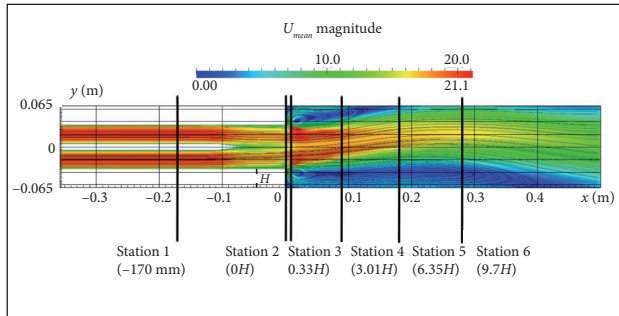 U_mean magnitude
10.0 20.0
0.00 21.1
y (m)
0.065
0
−0.065
H
−0.3 −0.2 −0.1 0 0.1 0.2 0.3 0.4 x (m)
Station 1 Station 2 Station 3 Station 4 Station 5 Station 6
(−170 mm) (0H) 0.33H) (3.01H) (6.35H) (9.7H)